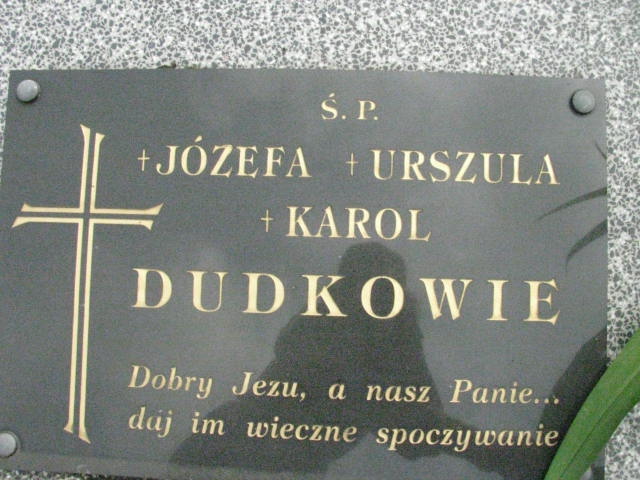 Ś. P.
†JÓZEFA †URSZULA
†KAROL
DUDKOWIE
Dobry Jezu, a nasz Panie...
daj im wieczne spoczywanie